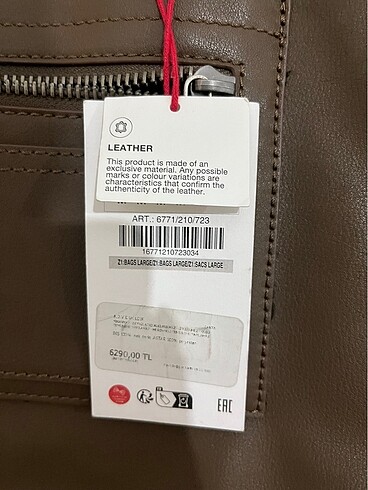 LEATHER
This product is made of an
exclusive material. Any possible
marks or colour variations are
characteristics that confirm the
authenticity of the leather.
ART.: 6771/210/723
16771210723034
Z1:BAGS LARGE/Z1:BAGS LARGE/Z1:SACS LARGE
6290,00 TL
EAC